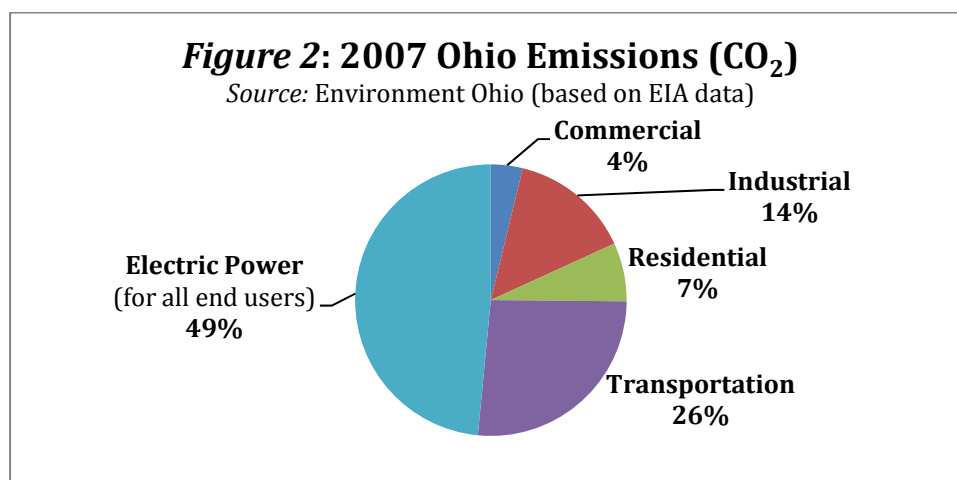 Figure 2: 2007 Ohio Emissions (CO₂)
Source: Environment Ohio (based on EIA data)
Commercial
4%
Industrial
14%
Residential
7%
Transportation
26%
Electric Power
(for all end users)
49%